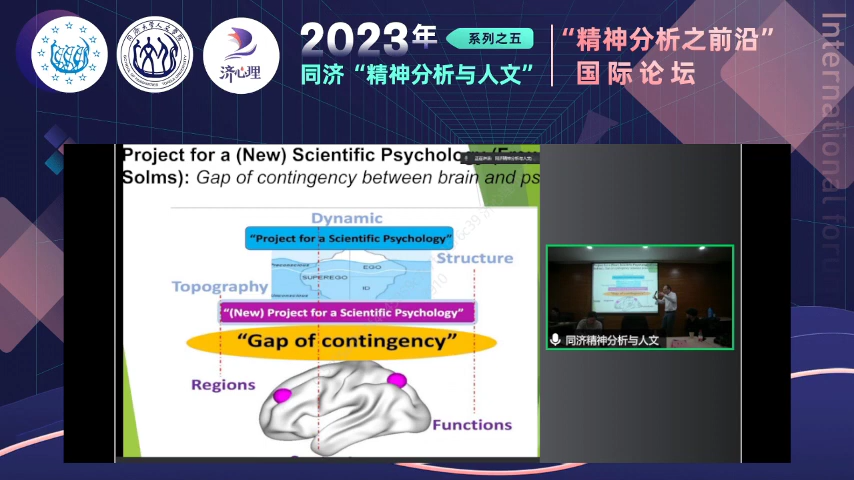 2023年
系列之五
同济“精神分析与人文”
“精神分析之前沿”
国际论坛
International foru
济心理
Project for a (New) Scientific Psycholo
Solms): Gap of contingency between brain and ps
Dynamic
“Project for a Scientific Psychology”
Structure
EGO
SUPEREGO
ID
Topography
“(New) Project for a Scientific Psychology”
“Gap of contingency”
Regions
Functions
同济精神分析与人文